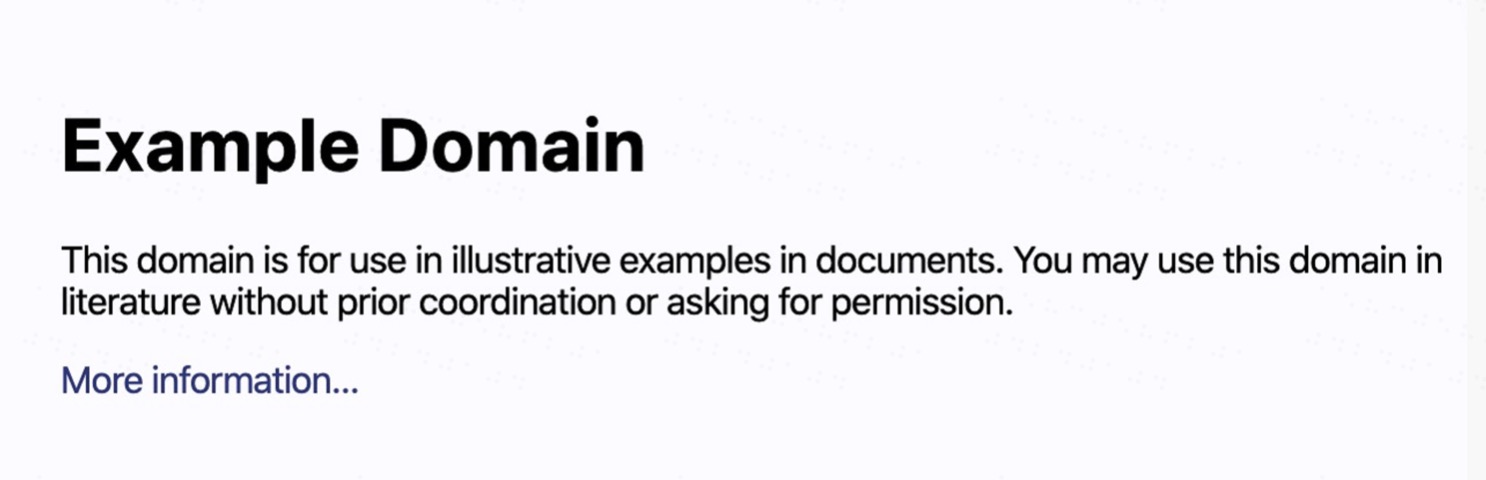 Example Domain
This domain is for use in illustrative examples in documents. You may use this domain in
literature without prior coordination or asking for permission.
More information...